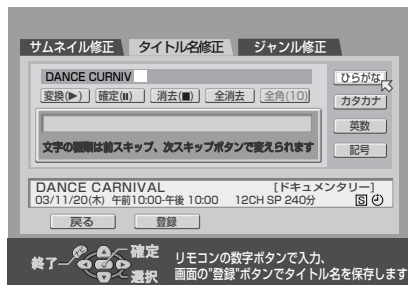 サムネイル修正 タイトル名修正 ジャンル修正
DANCE CURNIV
ひらがな
変換(▶) 確定(⏸) 消去(■) 全消去 全角(10)
カタカナ
英数
文字の種類は前スキップ、次スキップボタンで変えられます
記号
DANCE CARNIVAL [ドキュメンタリー]
03/11/20(木) 午前10:00-午後 10:00 12CH SP 240分 S
戻る 登録
終了 確定 選択
リモコンの数字ボタンで入力、
画面の"登録"ボタンでタイトル名を保存します